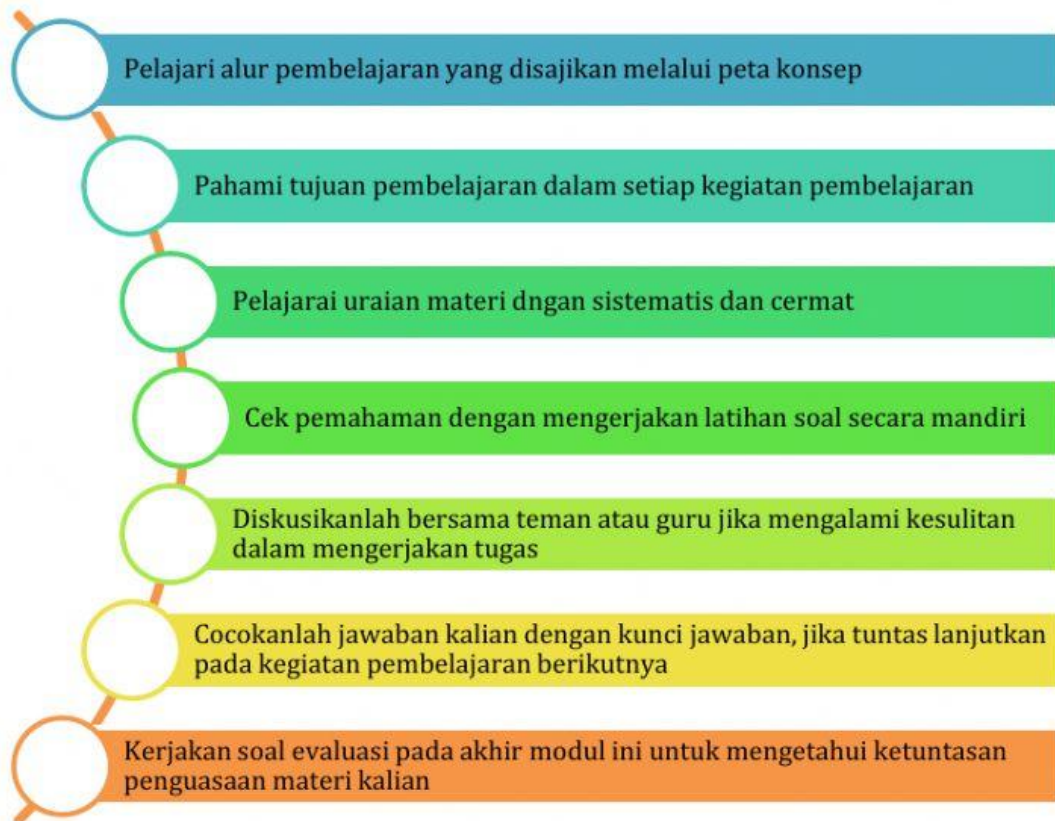 Pelajari alur pembelajaran yang disajikan melalui peta konsep
Pahami tujuan pembelajaran dalam setiap kegiatan pembelajaran
Pelajarai uraian materi dngan sistematis dan cermat
Cek pemahaman dengan mengerjakan latihan soal secara mandiri
Diskusikanlah bersama teman atau guru jika mengalami kesulitan
dalam mengerjakan tugas
Cocokanlah jawaban kalian dengan kunci jawaban, jika tuntas lanjutkan
pada kegiatan pembelajaran berikutnya
Kerjakan soal evaluasi pada akhir modul ini untuk mengetahui ketuntasan
penguasaan materi kalian